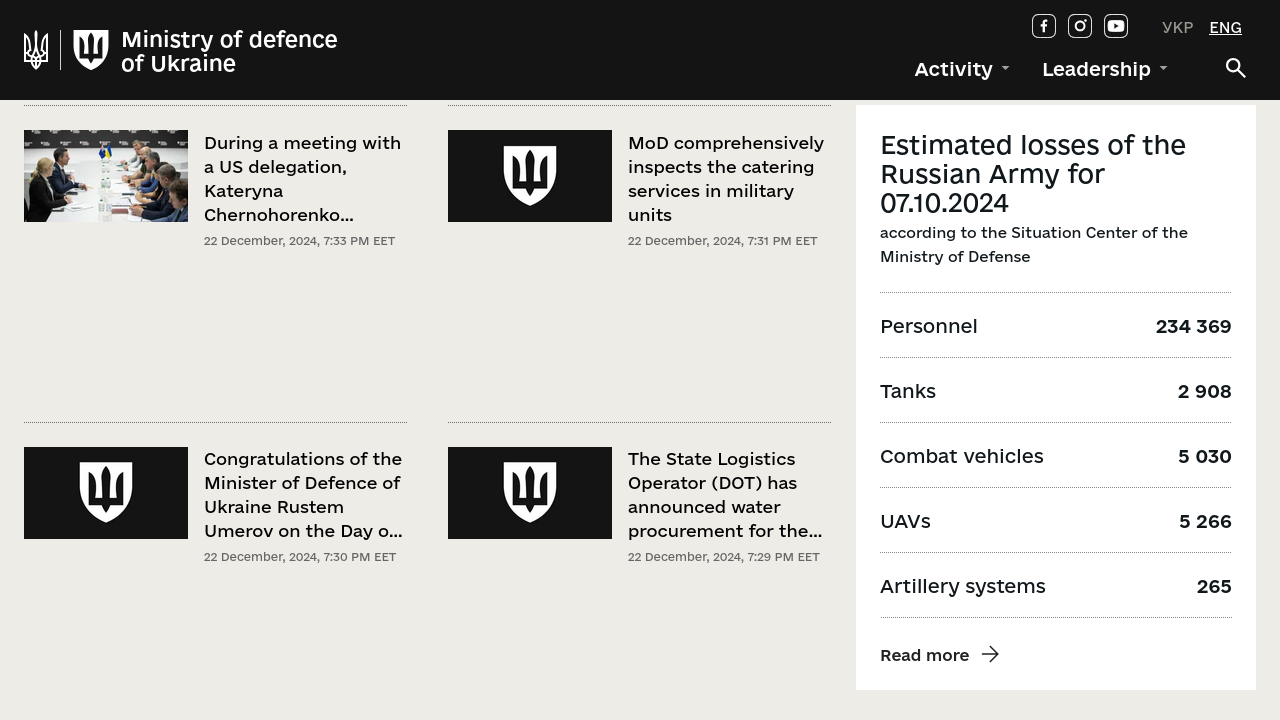 Ministry of defence
of Ukraine
УКР ENG
Activity Leadership
During a meeting with
a US delegation,
Kateryna
Chernohorenko...
22 December, 2024, 7:33 PM EET
MoD comprehensively
inspects the catering
services in military
units
22 December, 2024, 7:31 PM EET
Congratulations of the
Minister of Defence of
Ukraine Rustem
Umerov on the Day o...
22 December, 2024, 7:30 PM EET
The State Logistics
Operator (DOT) has
announced water
procurement for the...
22 December, 2024, 7:29 PM EET
Estimated losses of the
Russian Army for
07.10.2024
according to the Situation Center of the
Ministry of Defense
Personnel 234 369
Tanks 2 908
Combat vehicles 5 030
UAVs 5 266
Artillery systems 265
Read more